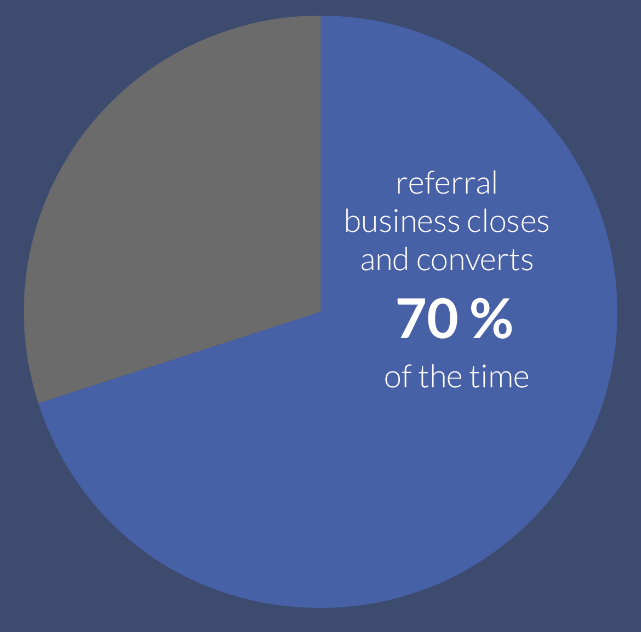 referral
business closes
and converts
70 %
of the time